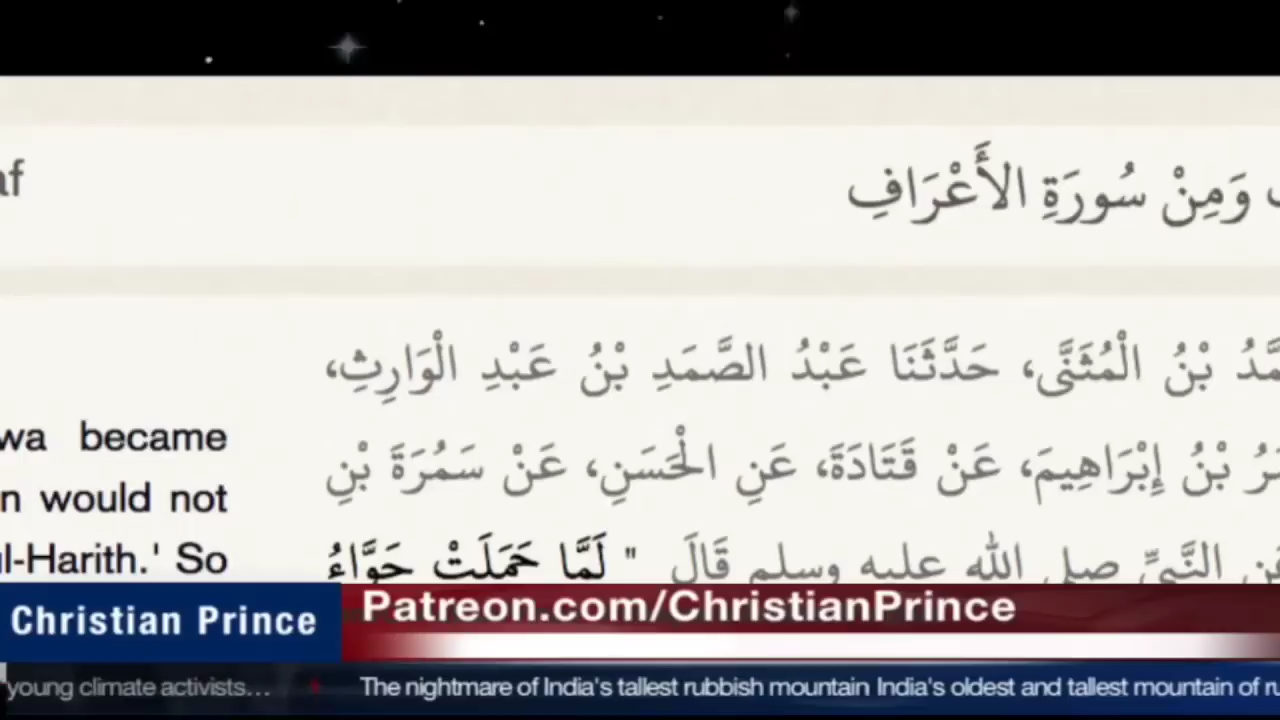 af
وَمِنْ سُورَةِ الأَعْرَافِ
بْنُ الْمُثَنَّى، حَدَّثَنَا عَبْدُ الصَّمَدِ بْنُ عَبْدِ الْوَارِثِ،
wa became
بْنُ إِبْرَاهِيمَ، عَنْ قَتَادَةَ، عَنِ الْحَسَنِ، عَنْ سَمُرَةَ بْنِ
n would not
ul-Harith.' So
النَّبِيِّ صلى الله عليه وسلم قَالَ " لَمَّا حَمَلَتْ حَوَّاءُ
Christian Prince
Patreon.com/ChristianPrince
young climate activists...
The nightmare of India's tallest rubbish mountain India's oldest and tallest mountain of